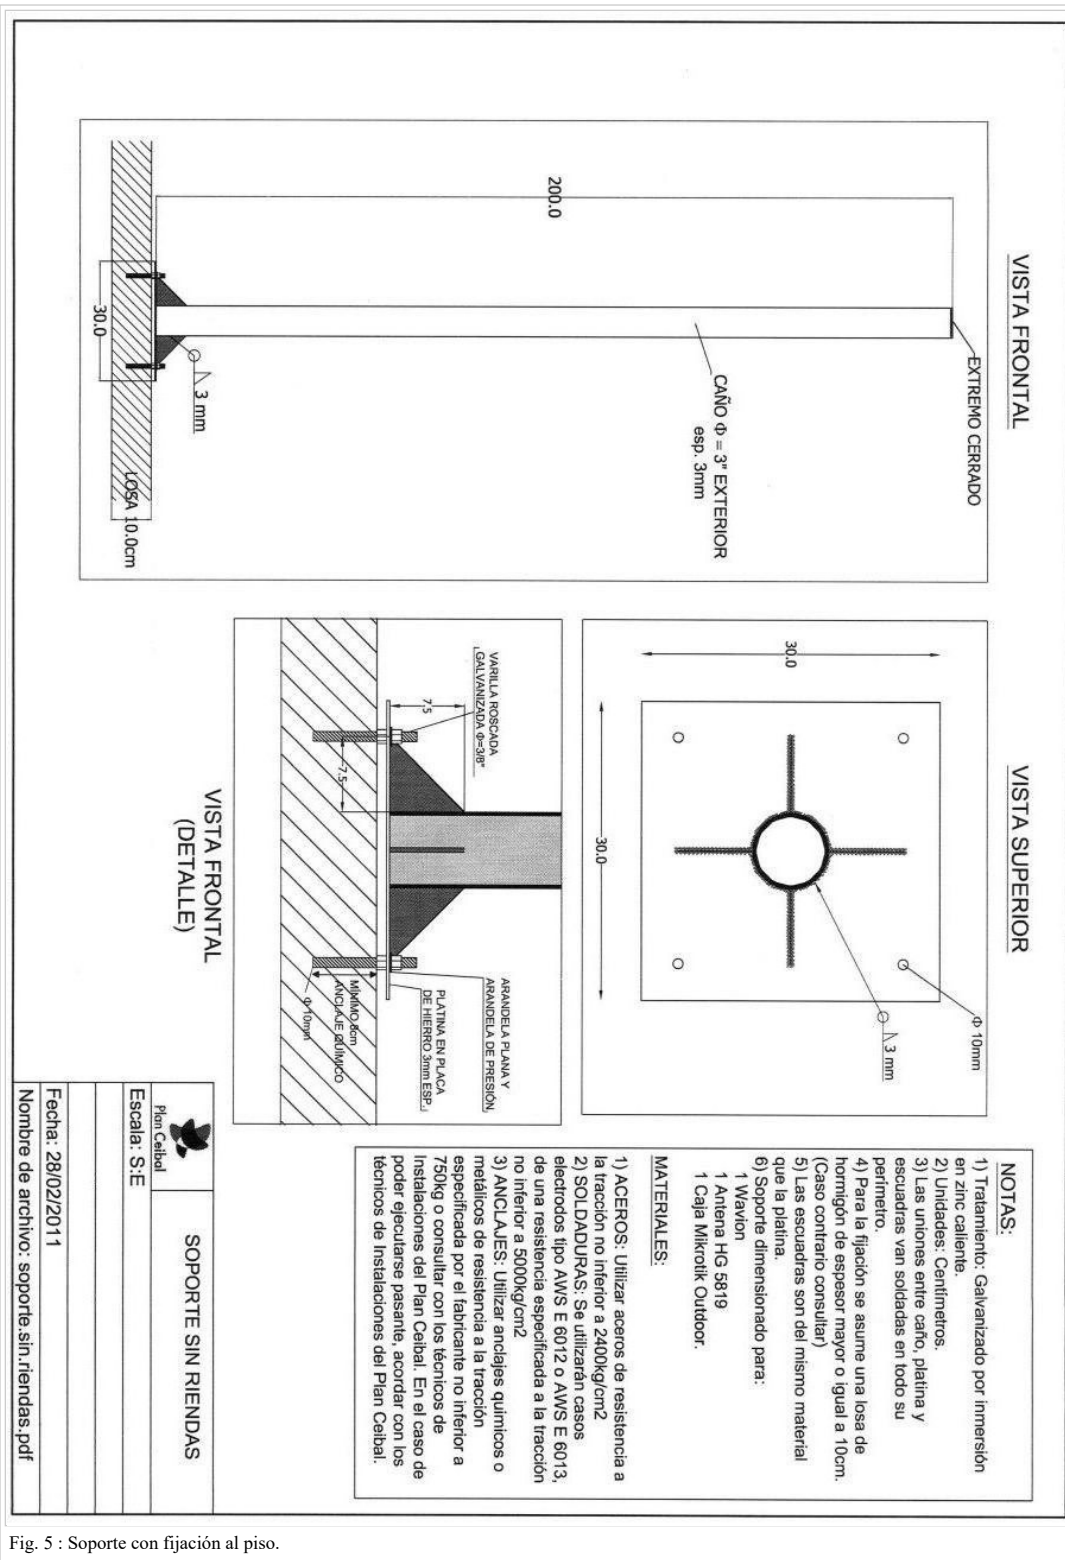 VISTA FRONTAL
EXTREMO CERRADO
200.0
CAÑO Φ = 3" EXTERIOR
esp. 3mm
3 mm
30.0
LOSA 10.0cm
VISTA SUPERIOR
30.0
30.0
Φ 10mm
3 mm
VARILLA ROSCADA
GALVANIZADA Φ=3/8"
7.5
7.5
ARANDELA PLANA Y
ARANDELA DE PRESIÓN
PLATINA EN PLACA
DE HIERRO 3mm ESP.
MÍNIMO 8cm
ANCLAJE QUÍMICO
Φ 10mm
VISTA FRONTAL
(DETALLE)
NOTAS:
1) Tratamiento: Galvanizado por inmersión
en zinc caliente.
2) Unidades: Centímetros.
3) Las uniones entre caño, platina y
escuadras van soldadas en todo su
perímetro.
4) Para la fijación se asume una losa de
hormigón de espesor mayor o igual a 10cm.
(Caso contrario consultar)
5) Las escuadras son del mismo material
que la platina.
6) Soporte dimensionado para:
1 Wavion
1 Antena HG 5819
1 Caja Mikrotik Outdoor.
MATERIALES:
1) ACEROS: Utilizar aceros de resistencia a
la tracción no inferior a 2400kg/cm2
2) SOLDADURAS: Se utilizarán casos
electrodos tipo AWS E 6012 o AWS E 6013,
de una resistencia especificada a la tracción
no inferior a 5000kg/cm2
3) ANCLAJES: Utilizar anclajes quimicos o
metálicos de resistencia a la tracción
especificada por el fabricante no inferior a
750kg o consultar con los técnicos de
Instalaciones del Plan Ceibal. En el caso de
poder ejecutarse pasante, acordar con los
técnicos de Instalaciones del Plan Ceibal.
Plan Ceibal
SOPORTE SIN RIENDAS
Escala: S:E
Fecha: 28/02/2011
Nombre de archivo: soporte.sin.riendas.pdf
Fig. 5 : Soporte con fijación al piso.